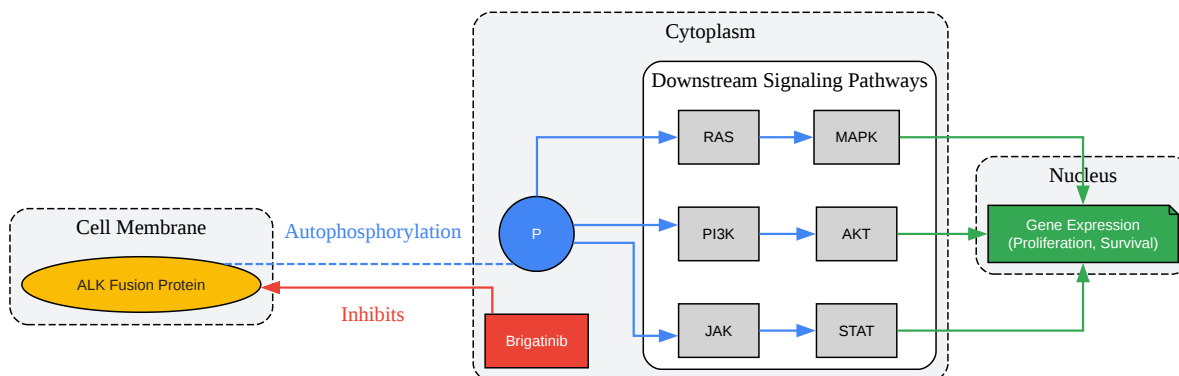 Cytoplasm
Downstream Signaling Pathways
RAS
MAPK
Nucleus
Cell Membrane
Autophosphorylation
P
PI3K
AKT
Gene Expression
(Proliferation, Survival)
ALK Fusion Protein
Inhibits
Brigatinib
JAK
STAT